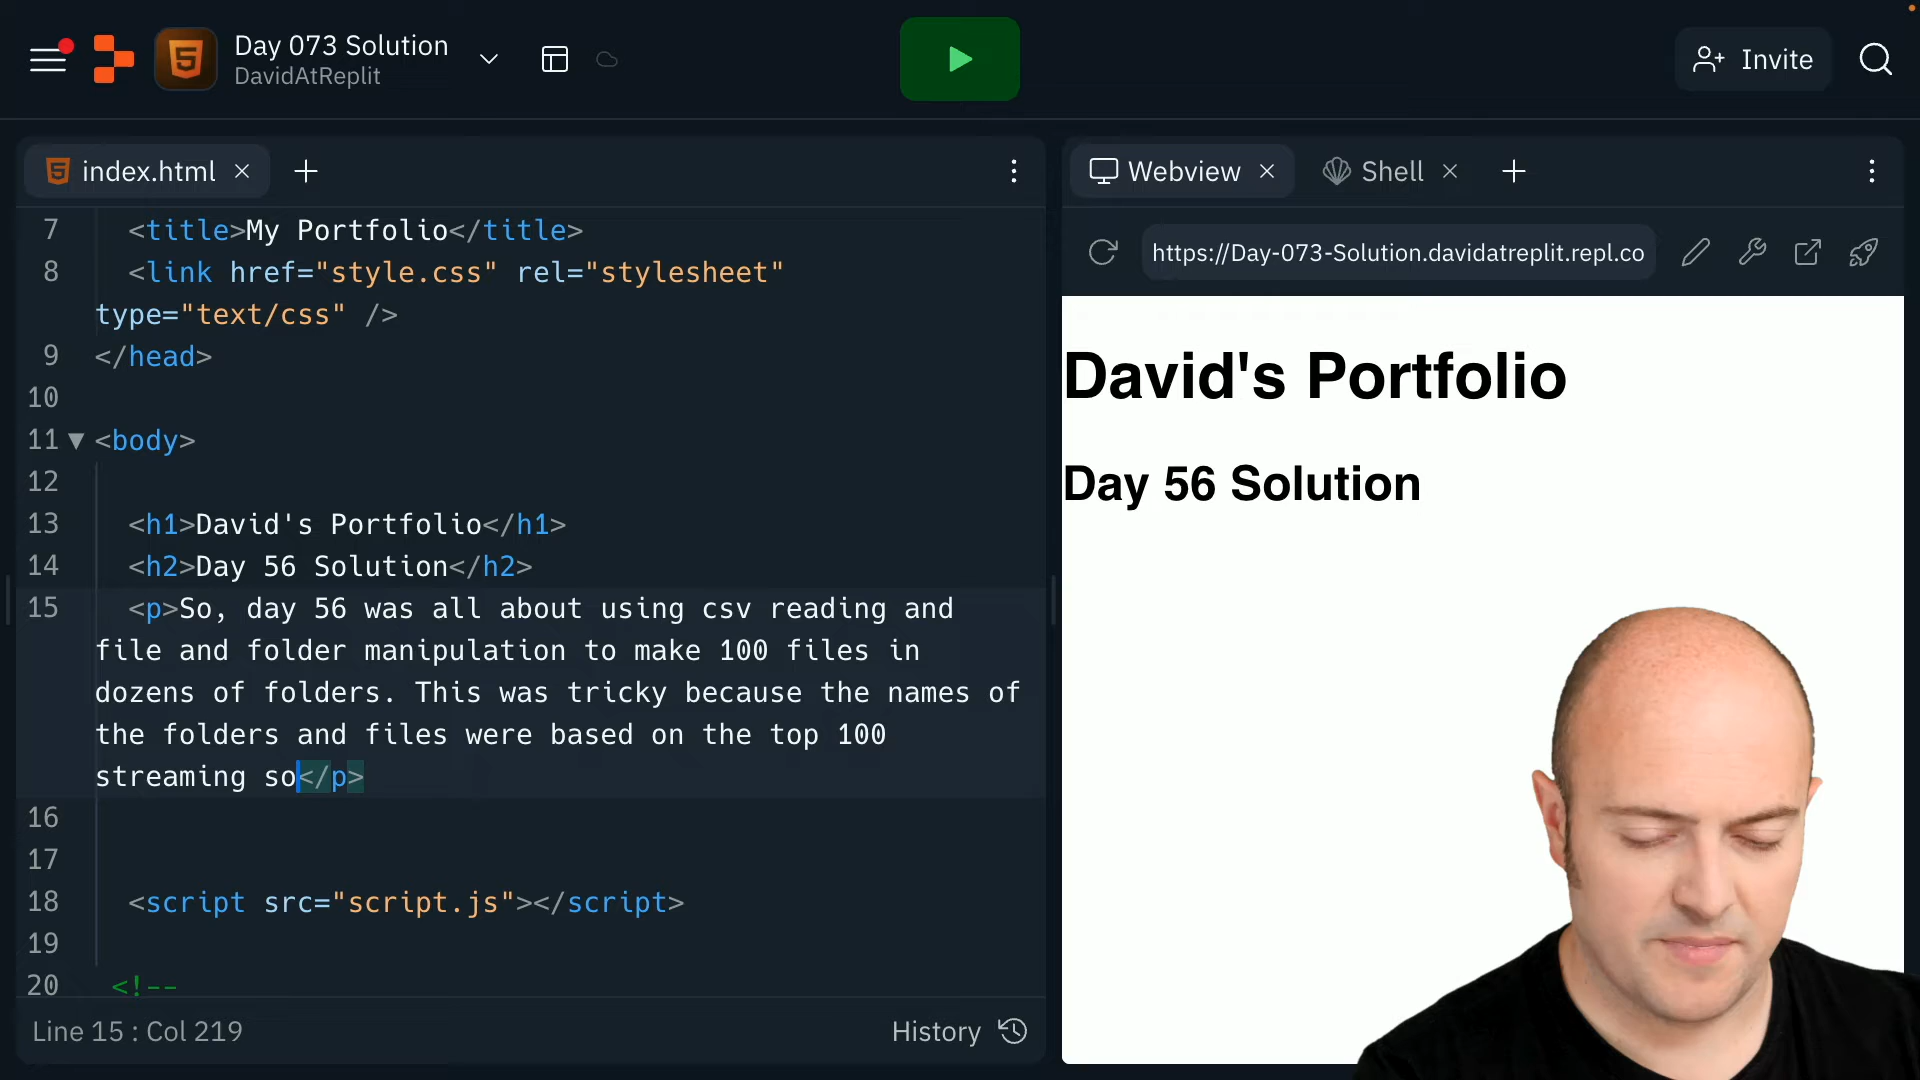 Day 073 Solution
DavidAtReplit
Invite
index.html
Webview
Shell
https://Day-073-Solution.davidatreplit.repl.co
7 <title>My Portfolio</title>
8 <link href="style.css" rel="stylesheet"
type="text/css" />
9 </head>
10
11 <body>
12
13 <h1>David's Portfolio</h1>
14 <h2>Day 56 Solution</h2>
15 <p>So, day 56 was all about using csv reading and
file and folder manipulation to make 100 files in
dozens of folders. This was tricky because the names of
the folders and files were based on the top 100
streaming so</p>
16
17
18 <script src="script.js"></script>
19
20 <!--
Line 15 : Col 219
History
David's Portfolio
Day 56 Solution